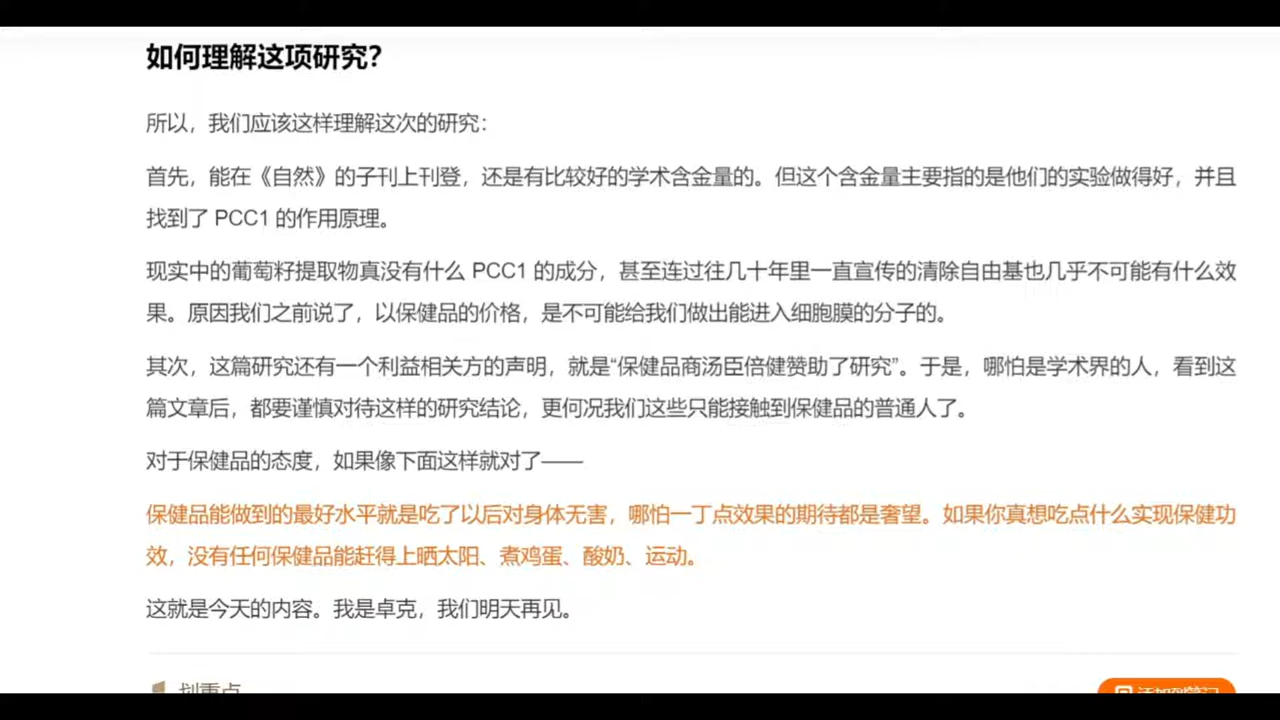 如何理解这项研究？
所以，我们应该这样理解这次的研究：
首先，能在《自然》的子刊上刊登，还是有比较好的学术含金量的。但这个含金量主要指的是他们的实验做得好，并且
找到了 PCC1 的作用原理。
现实中的葡萄籽提取物真没有什么 PCC1 的成分，甚至连过往几十年里一直宣传的清除自由基也几乎不可能有什么效
果。原因我们之前说了，以保健品的价格，是不可能给我们做出能进入细胞膜的分子的。
其次，这篇研究还有一个利益相关方的声明，就是“保健品商汤臣倍健赞助了研究”。于是，哪怕是学术界的人，看到这
篇文章后，都要谨慎对待这样的研究结论，更何况我们这些只能接触到保健品的普通人了。
对于保健品的态度，如果像下面这样就对了——
保健品能做到的最好水平就是吃了以后对身体无害，哪怕一丁点效果的期待都是奢望。如果你真想吃点什么实现保健功
效，没有任何保健品能赶得上晒太阳、煮鸡蛋、酸奶、运动。
这就是今天的内容。我是卓克，我们明天再见。
划重点
添加到笔记